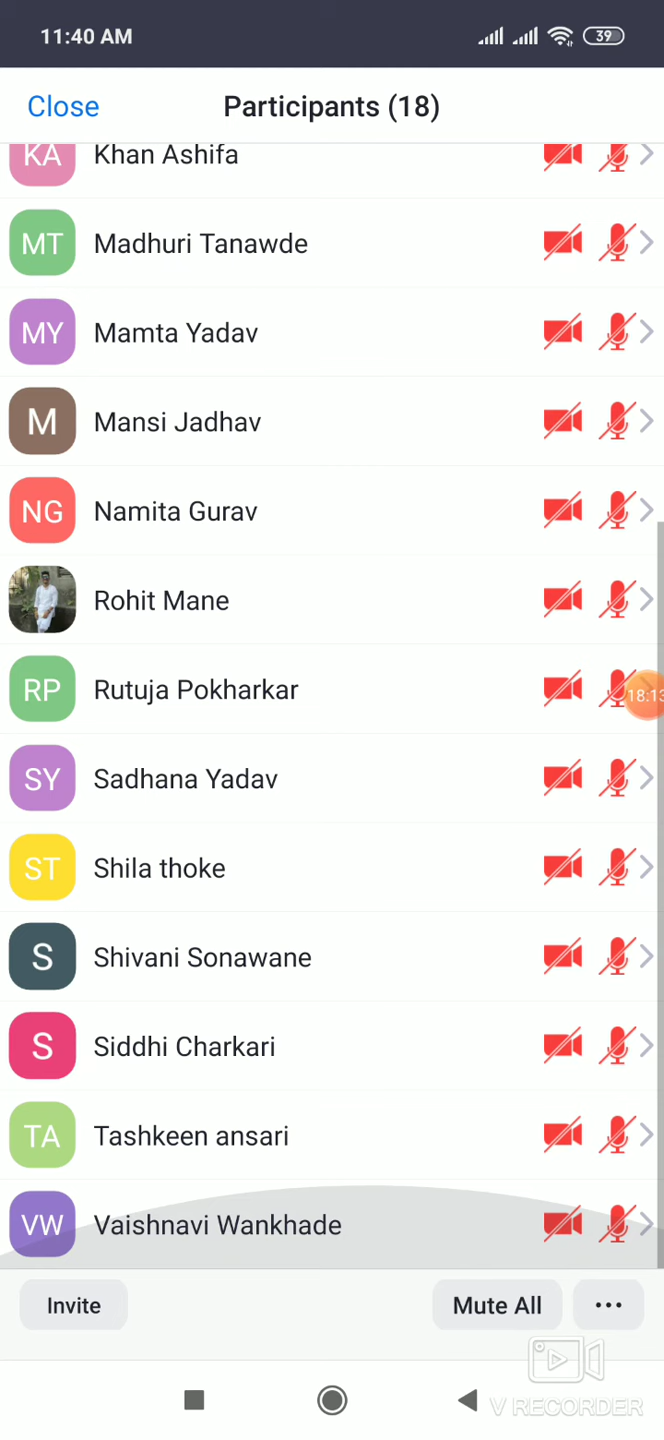 11:40 AM 39
Close Participants (18)
KA Khan Ashifa
MT Madhuri Tanawde
MY Mamta Yadav
M Mansi Jadhav
NG Namita Gurav
Rohit Mane
RP Rutuja Pokharkar
18:13
SY Sadhana Yadav
ST Shila thoke
S Shivani Sonawane
S Siddhi Charkari
TA Tashkeen ansari
VW Vaishnavi Wankhade
Invite Mute All ...
V RECORDER